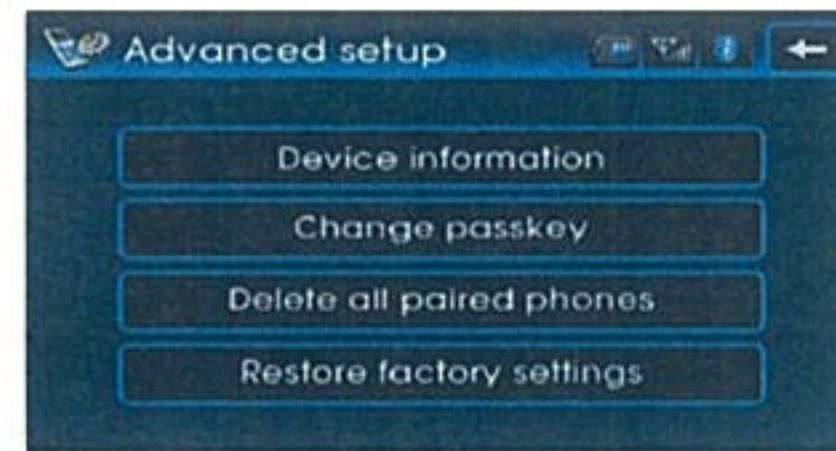 Advanced setup
Device information
Change passkey
Delete all paired phones
Restore factory settings